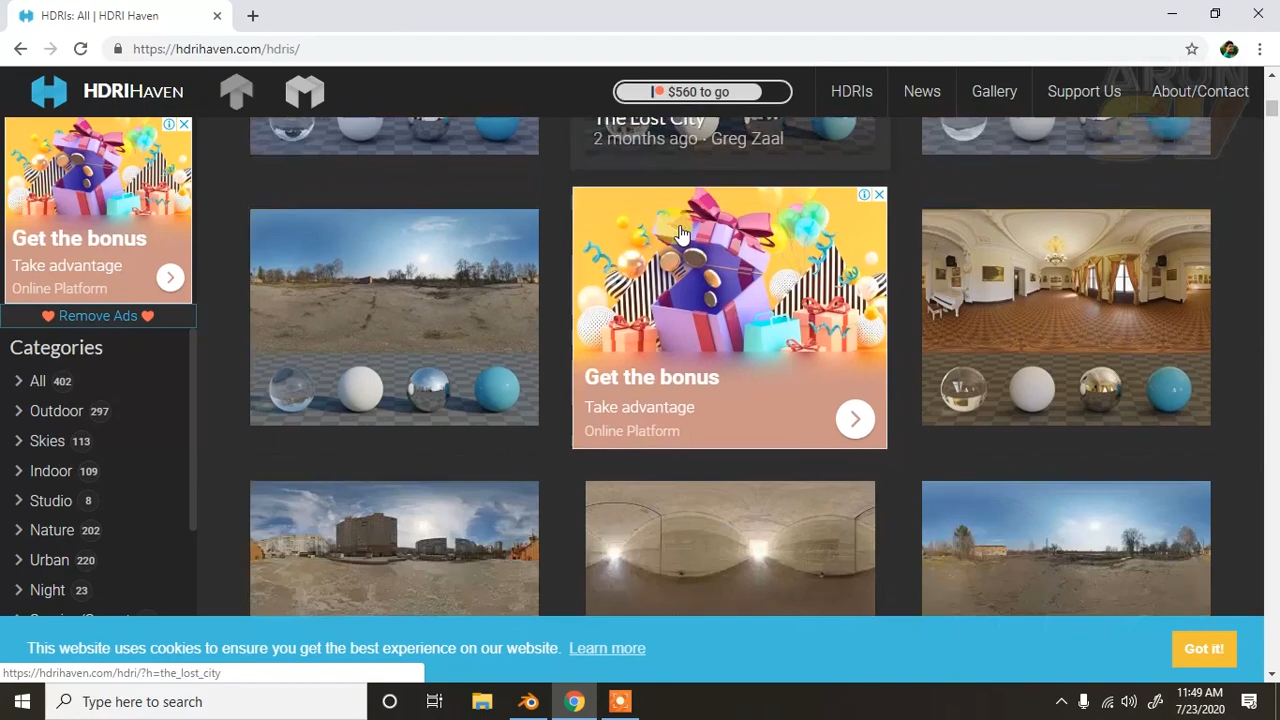 HDRIs: All | HDRI Haven
https://hdrihaven.com/hdris/
HDRIHAVEN
$560 to go
HDRIs
News
Gallery
Support Us
About/Contact
ARUN
The Lost City
2 months ago · Greg Zaal
Get the bonus
Take advantage
Online Platform
Remove Ads
Categories
All 402
Outdoor 297
Skies 113
Indoor 109
Studio 8
Nature 202
Urban 220
Night 23
Get the bonus
Take advantage
Online Platform
This website uses cookies to ensure you get the best experience on our website. Learn more
Got it!
https://hdrihaven.com/hdri/?h=the_lost_city
Type here to search
11:49 AM
7/23/2020